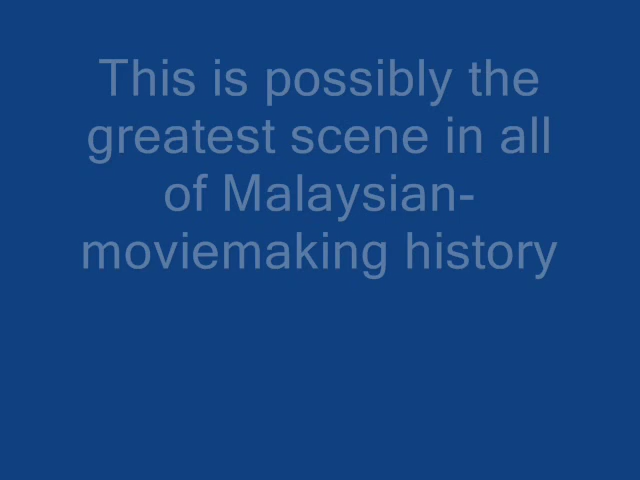 This is possibly the
greatest scene in all
of Malaysian-
moviemaking history